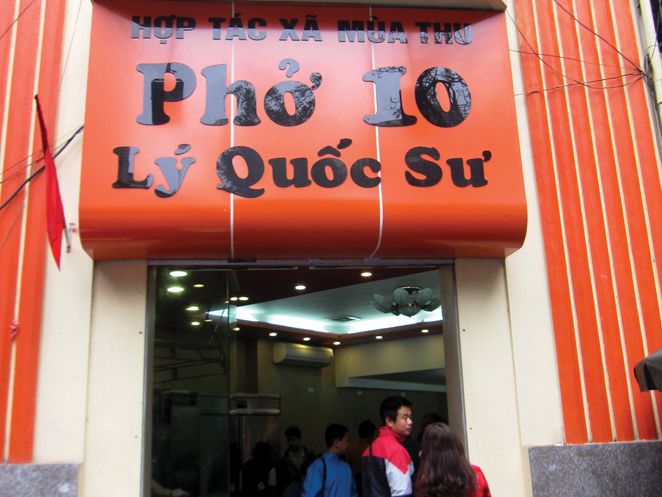 HỢP TÁC XÃ MÙA THU
Phở 10
Lý Quốc Sư